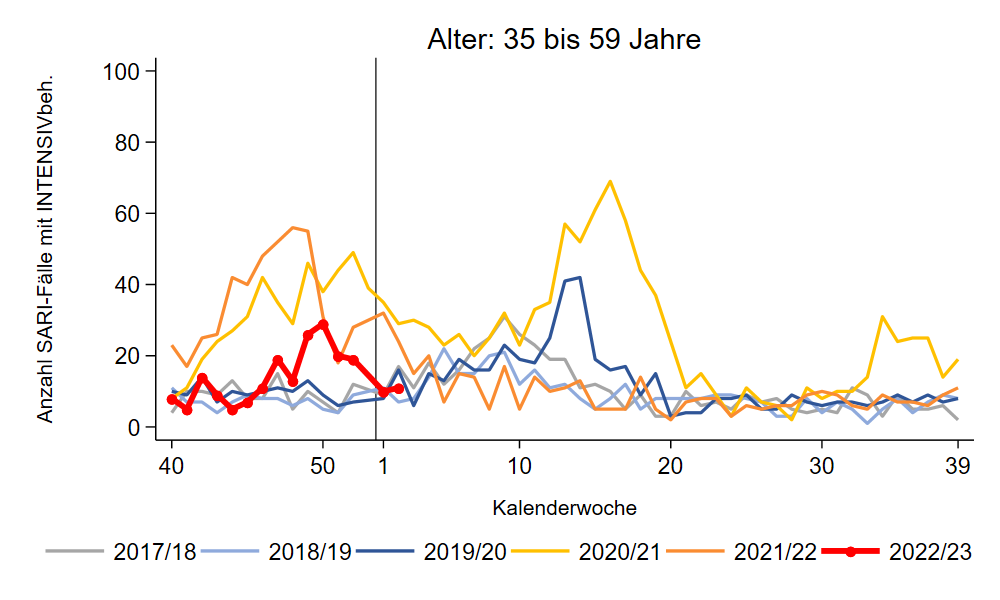 Alter: 35 bis 59 Jahre
Anzahl SARI-Fälle mit INTENSIVbeh.
100
80
60
40
20
0
40 50 1 10 20 30 39
Kalenderwoche
2017/18 2018/19 2019/20 2020/21 2021/22 2022/23